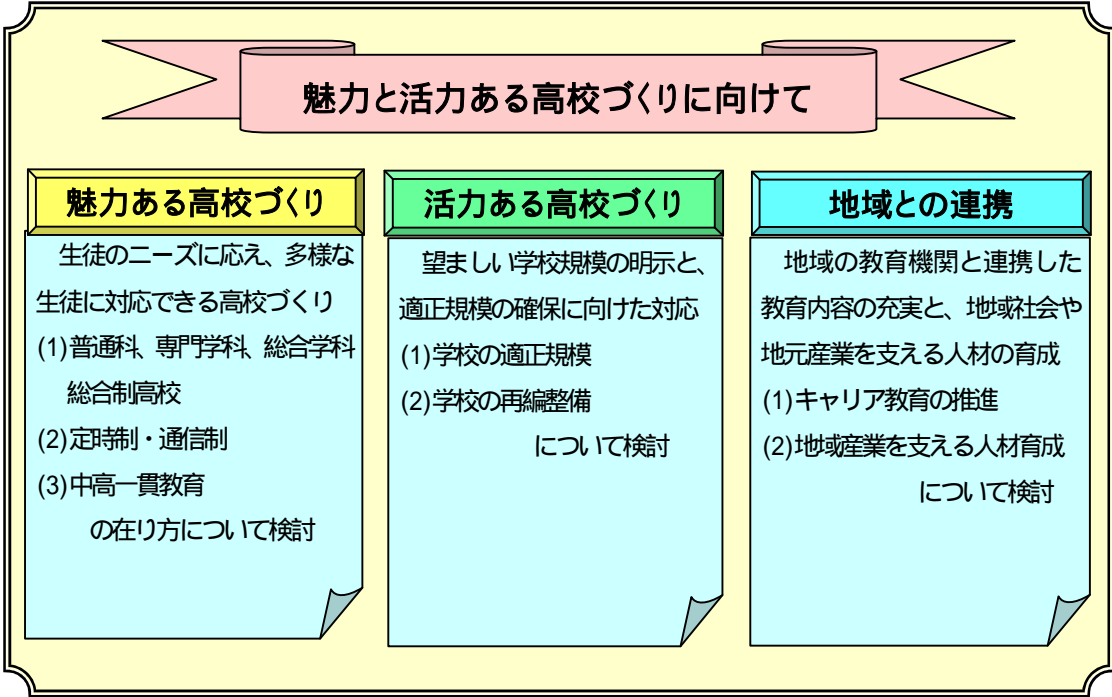 魅力と活力ある高校づくりに向けて
魅力ある高校づくり
生徒のニーズに応え、多様な
生徒に対応できる高校づくり
(1)普通科、専門学科、総合学科
総合制高校
(2)定時制・通信制
(3)中高一貫教育
の在り方について検討
活力ある高校づくり
望ましい学校規模の明示と、
適正規模の確保に向けた対応
(1)学校の適正規模
(2)学校の再編整備
について検討
地域との連携
地域の教育機関と連携した
教育内容の充実と、地域社会や
地元産業を支える人材の育成
(1)キャリア教育の推進
(2)地域産業を支える人材育成
について検討